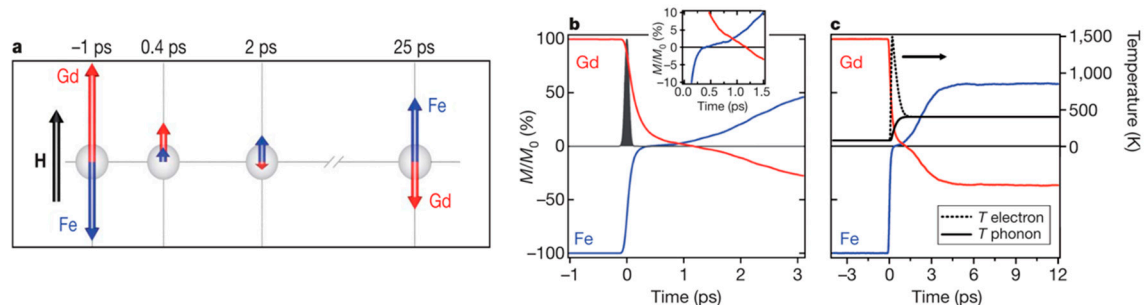 a
−1 ps 0.4 ps 2 ps 25 ps
Gd
Fe
H
Fe
Gd
b
M/M₀ (%)
100
50
0
−50
−100
Gd
Fe
−1 0 1 2 3
Time (ps)
M/M₀ (%)
10
5
0
−5
−10
0.0 0.5 1.0 1.5
Time (ps)
c
Gd
Fe
1,500
1,000
500
0
Temperature (K)
T electron
T phonon
−3 0 3 6 9 12
Time (ps)